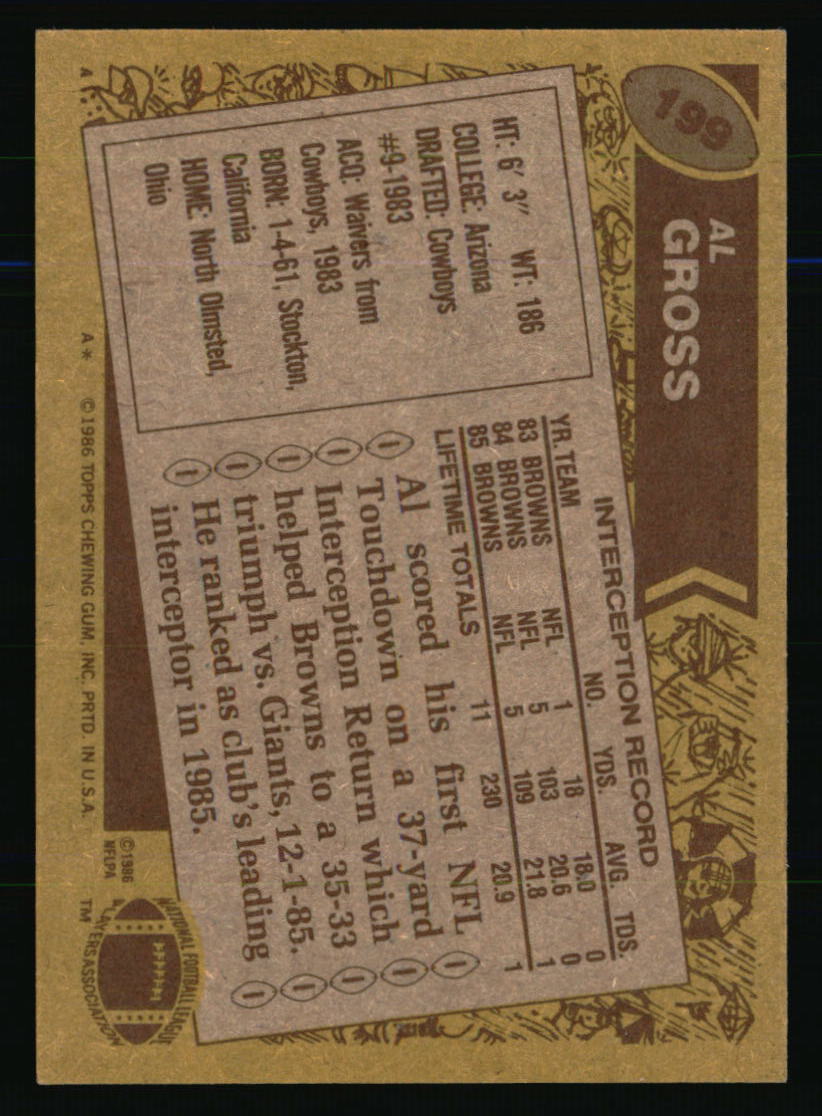 199
AL
GROSS
HT: 6' 3" WT: 186
COLLEGE: Arizona
DRAFTED: Cowboys
#9-1983
ACQ: Waivers from
Cowboys, 1983
BORN: 1-4-61, Stockton,
California
HOME: North Olmsted,
Ohio
INTERCEPTION RECORD
YR. TEAM NO. YDS. AVG. TDS.
83 BROWNS NFL 1 18 18.0 0
84 BROWNS NFL 5 103 20.6 0
85 BROWNS NFL 5 109 21.8 1
LIFETIME TOTALS 11 230 20.9 1
Al scored his first NFL
Touchdown on a 37-yard
Interception Return which
helped Browns to a 35-33
triumph vs. Giants, 12-1-85.
He ranked as club's leading
interceptor in 1985.
A
A* ©1986 TOPPS CHEWING GUM, INC. PRTD. IN U.S.A.
©1986
NFLPA
TM
NATIONAL FOOTBALL LEAGUE
PLAYERS ASSOCIATION